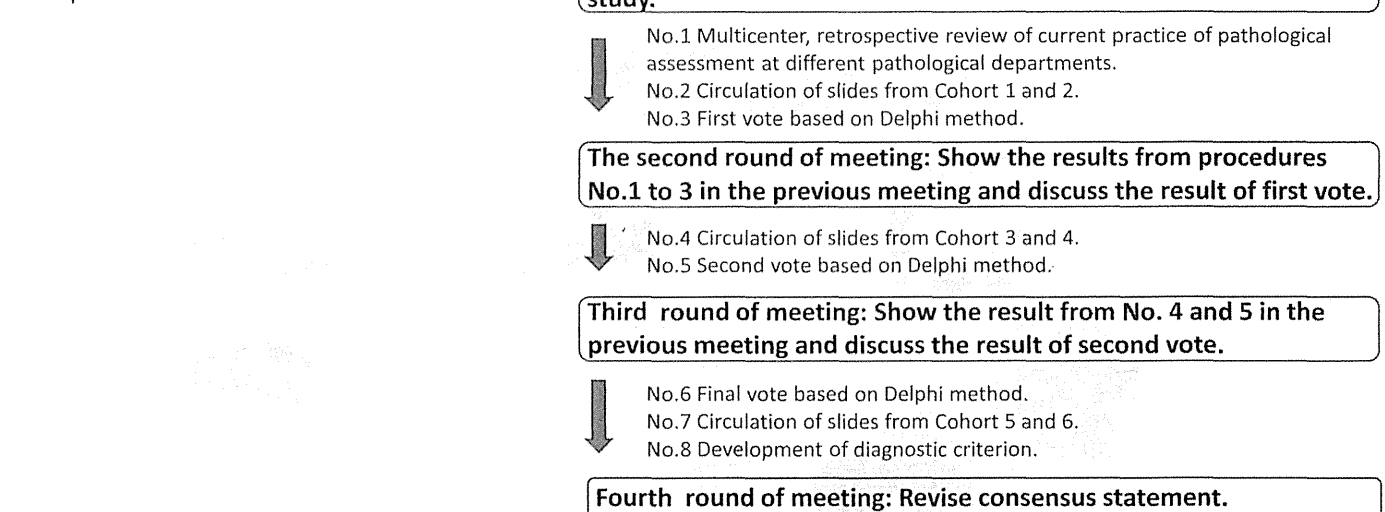 study.
No.1 Multicenter, retrospective review of current practice of pathological
assessment at different pathological departments.
No.2 Circulation of slides from Cohort 1 and 2.
No.3 First vote based on Delphi method.
The second round of meeting: Show the results from procedures
No.1 to 3 in the previous meeting and discuss the result of first vote.
No.4 Circulation of slides from Cohort 3 and 4.
No.5 Second vote based on Delphi method.
Third round of meeting: Show the result from No. 4 and 5 in the
previous meeting and discuss the result of second vote.
No.6 Final vote based on Delphi method.
No.7 Circulation of slides from Cohort 5 and 6.
No.8 Development of diagnostic criterion.
Fourth round of meeting: Revise consensus statement.